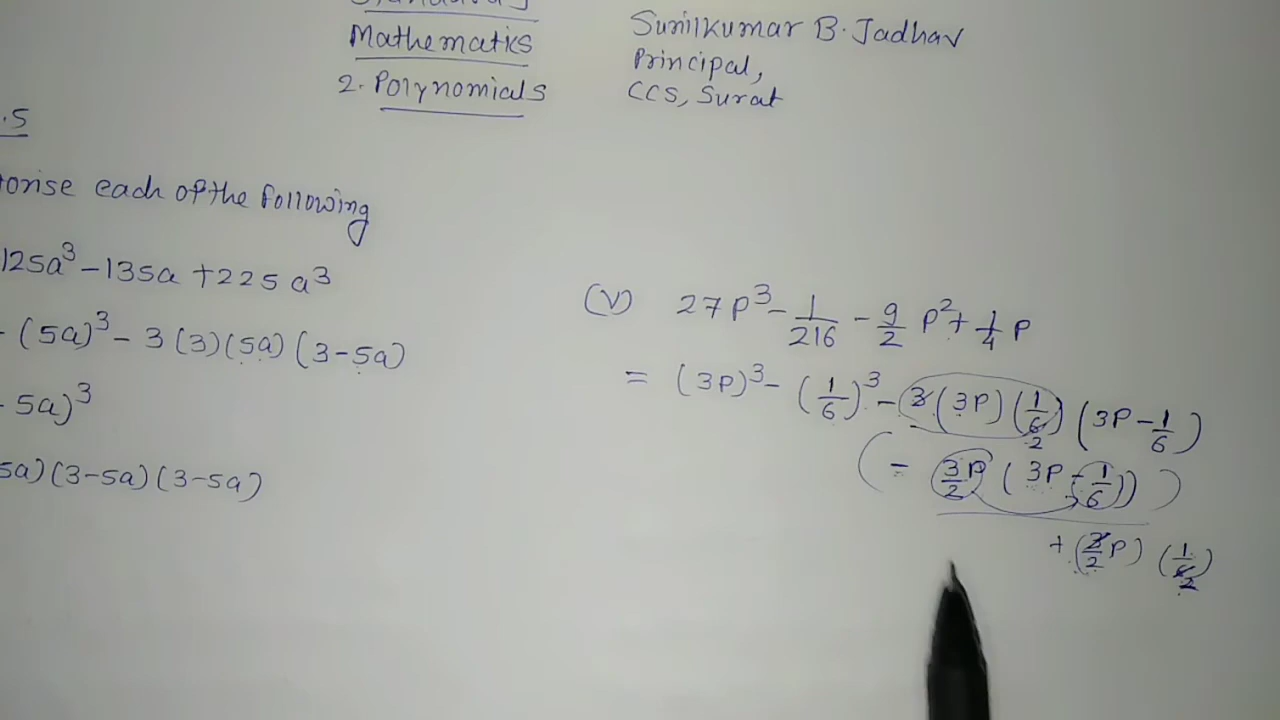 Mathematics
2. Polynomials
Sunilkumar B. Jadhav
Principal,
CCS, Surat
.5
torise each of the following
125a³ - 135a + 225a³
- (5a)³ - 3(3)(5a)(3-5a)
- 5a)³
5a)(3-5a)(3-5a)
(V) 27p³ - 1/216 - 9/2 p² + 1/4 p
= (3p)³ - (1/6)³ - 3(3p)(1/6)(3p - 1/6)
2
(- 3/2 p (3p - 1/6))
+ (3/2 p) (1/6)
2